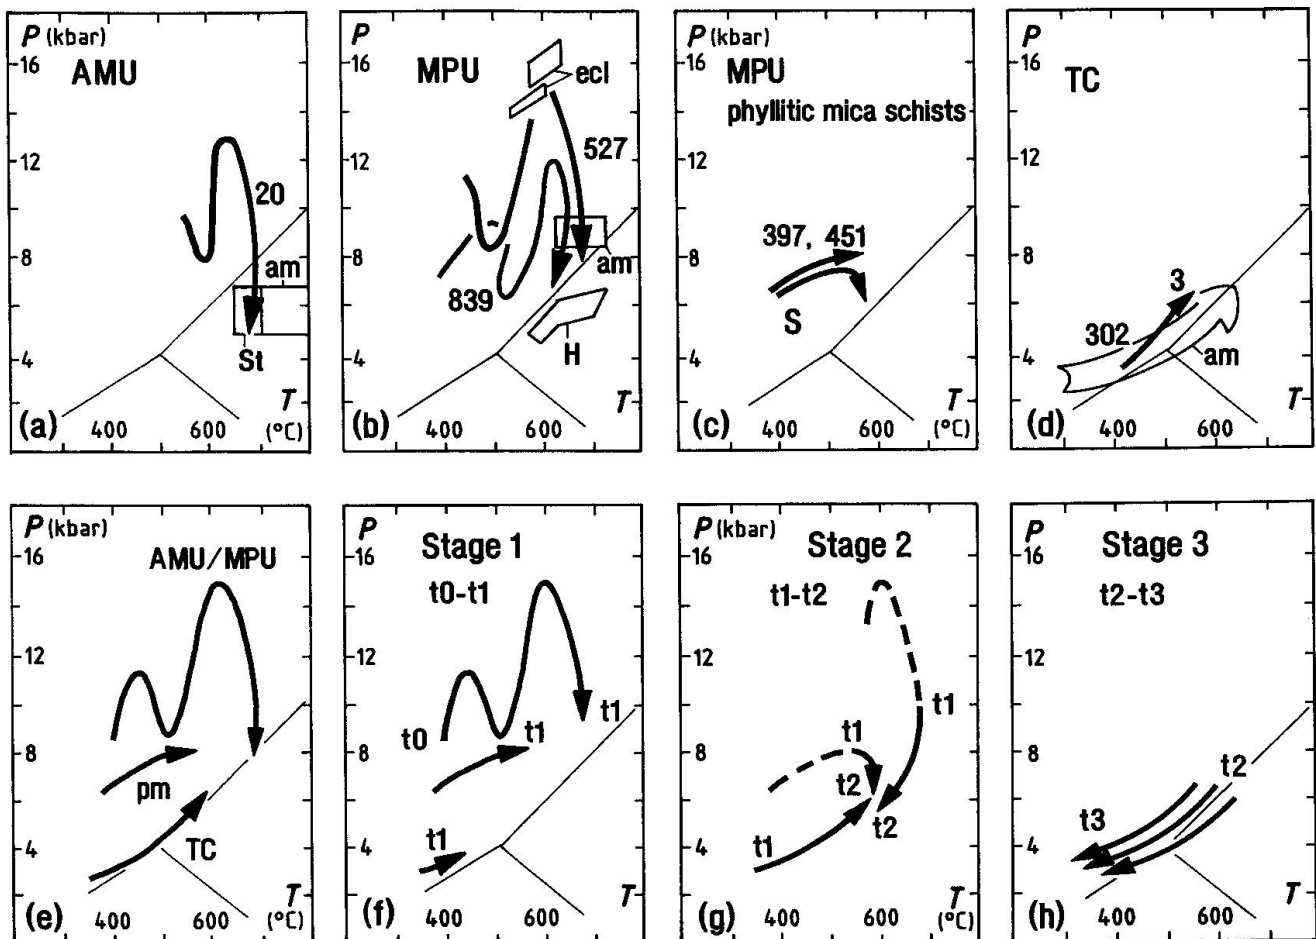 P (kbar)
16
AMU
12
20
8
am
4
St
T
(a)
400
600
(°C)
P
16
MPU
ecl
527
12
8
am
839
4
H
T
(b)
400
600
P (kbar)
16
MPU
phyllitic mica schists
12
397, 451
8
S
4
T
(c)
400
600
(°C)
P
16
TC
12
8
3
302
4
am
T
(d)
400
600
P (kbar)
16
AMU/MPU
12
8
pm
TC
4
T
(e)
400
600
(°C)
P
Stage 1
16
t0-t1
12
t0
t1
t1
8
t1
4
T
(f)
400
600
P (kbar)
Stage 2
16
t1-t2
12
t1
t1
8
t2
t2
t1
4
T
(g)
400
600
(°C)
P
Stage 3
16
t2-t3
12
8
t2
t3
4
T
(h)
400
600